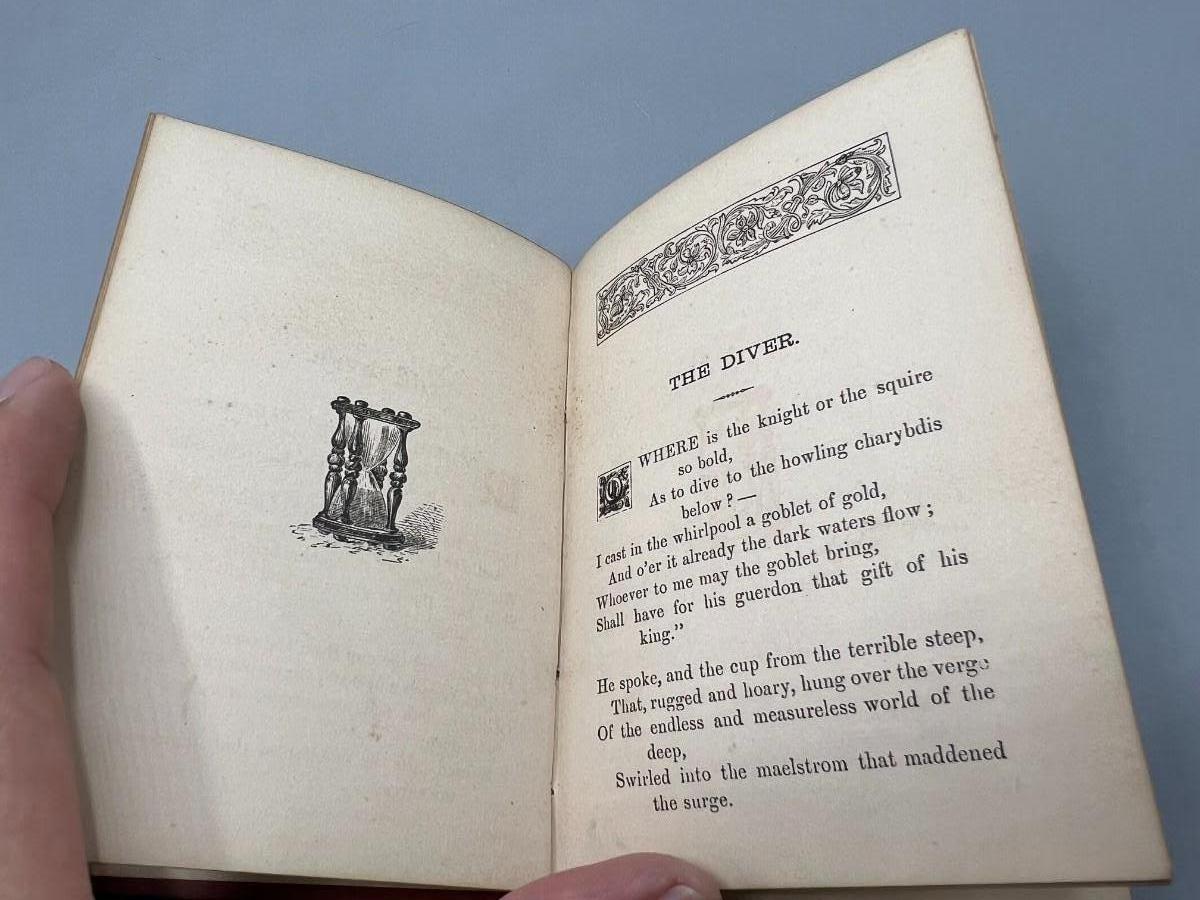 THE DIVER.
O WHERE is the knight or the squire
so bold,
As to dive to the howling charybdis
below?—
I cast in the whirlpool a goblet of gold,
And o'er it already the dark waters flow;
Whoever to me may the goblet bring,
Shall have for his guerdon that gift of his
king."
He spoke, and the cup from the terrible steep,
That, rugged and hoary, hung over the verge
Of the endless and measureless world of the
deep,
Swirled into the maelstrom that maddened
the surge.